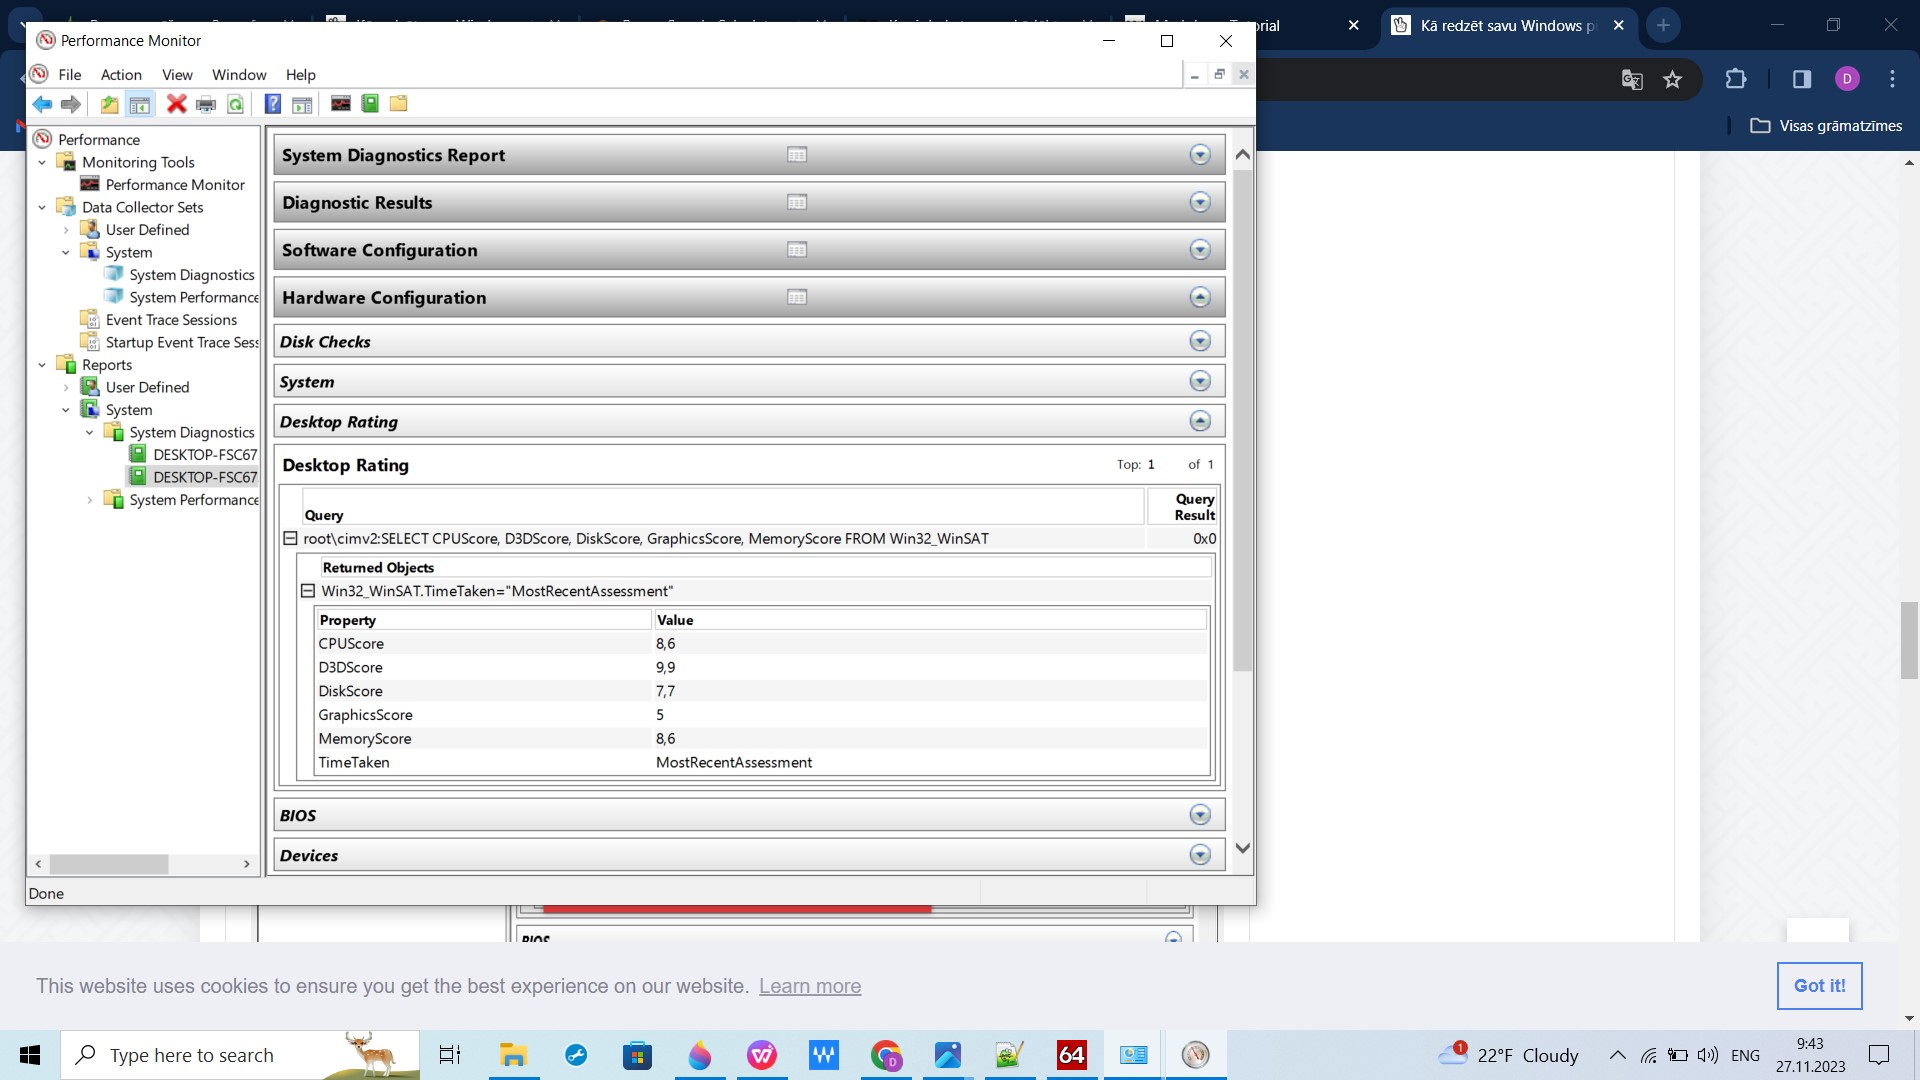 orial
Kā redzēt savu Windows p
Performance Monitor
File Action View Window Help
D
Visas grāmatzīmes
Performance
Monitoring Tools
Performance Monitor
Data Collector Sets
User Defined
System
System Diagnostics
System Performance
Event Trace Sessions
Startup Event Trace Sess
Reports
User Defined
System
System Diagnostics
DESKTOP-FSC67
DESKTOP-FSC67
System Performance
System Diagnostics Report
Diagnostic Results
Software Configuration
Hardware Configuration
Disk Checks
System
Desktop Rating
Desktop Rating Top: 1 of 1
Query Query Result
root\cimv2:SELECT CPUScore, D3DScore, DiskScore, GraphicsScore, MemoryScore FROM Win32_WinSAT 0x0
Returned Objects
Win32_WinSAT.TimeTaken="MostRecentAssessment"
Property Value
CPUScore 8,6
D3DScore 9,9
DiskScore 7,7
GraphicsScore 5
MemoryScore 8,6
TimeTaken MostRecentAssessment
BIOS
Devices
Done
BIOS
This website uses cookies to ensure you get the best experience on our website. Learn more
Got it!
Type here to search
64
1
22°F Cloudy
ENG
9:43
27.11.2023